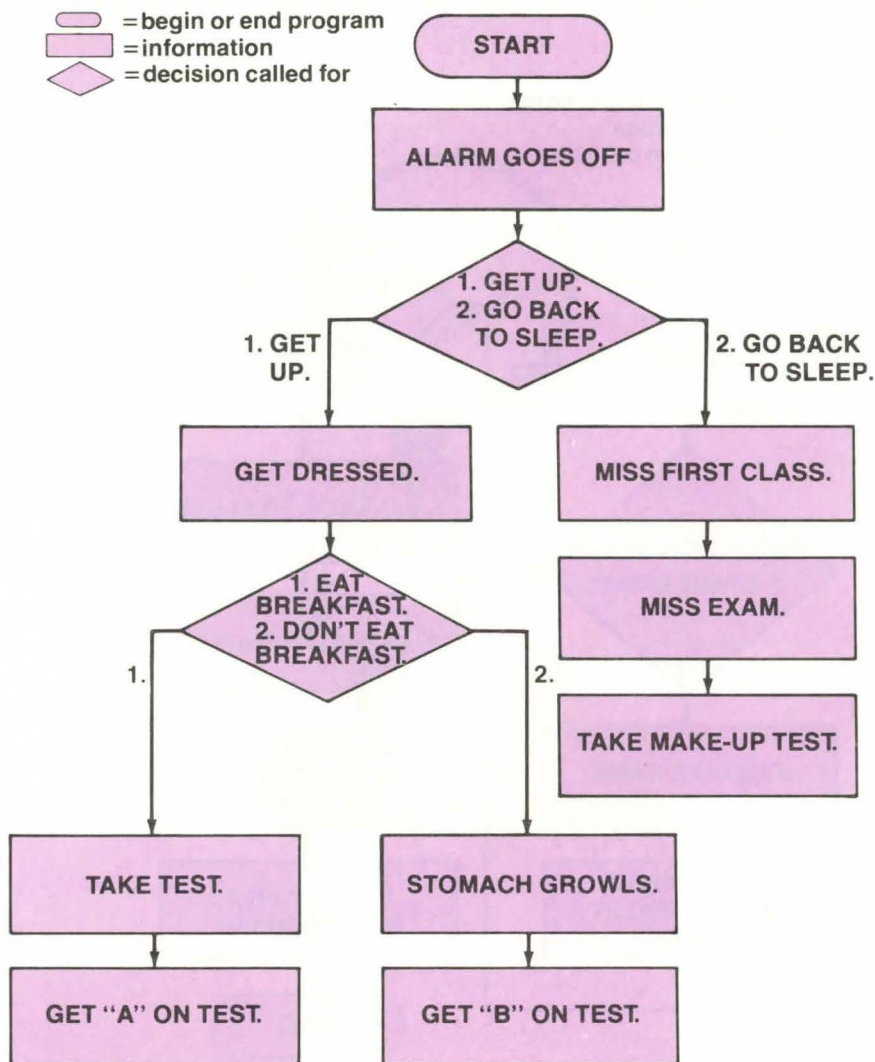 =begin or end program
=information
=decision called for
START
ALARM GOES OFF
1. GET UP.
2. GO BACK
TO SLEEP.
1. GET
UP.
2. GO BACK
TO SLEEP.
GET DRESSED.
MISS FIRST CLASS.
1. EAT
BREAKFAST.
2. DON'T EAT
BREAKFAST.
MISS EXAM.
1.
2.
TAKE MAKE-UP TEST.
TAKE TEST.
STOMACH GROWLS.
GET “A” ON TEST.
GET “B” ON TEST.